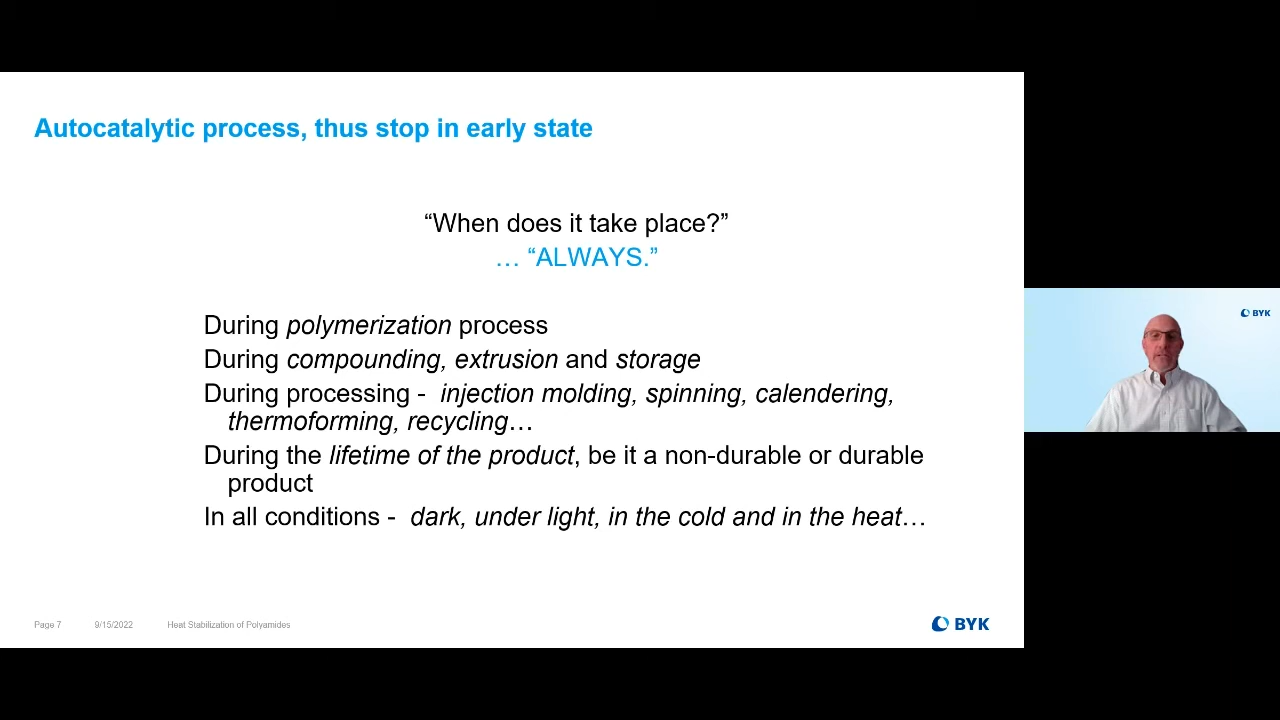 Autocatalytic process, thus stop in early state
“When does it take place?”
… “ALWAYS.”
During polymerization process
During compounding, extrusion and storage
During processing - injection molding, spinning, calendering,
thermoforming, recycling…
During the lifetime of the product, be it a non-durable or durable
product
In all conditions - dark, under light, in the cold and in the heat…
Page 7 9/15/2022 Heat Stabilization of Polyamides
BYK
BYK